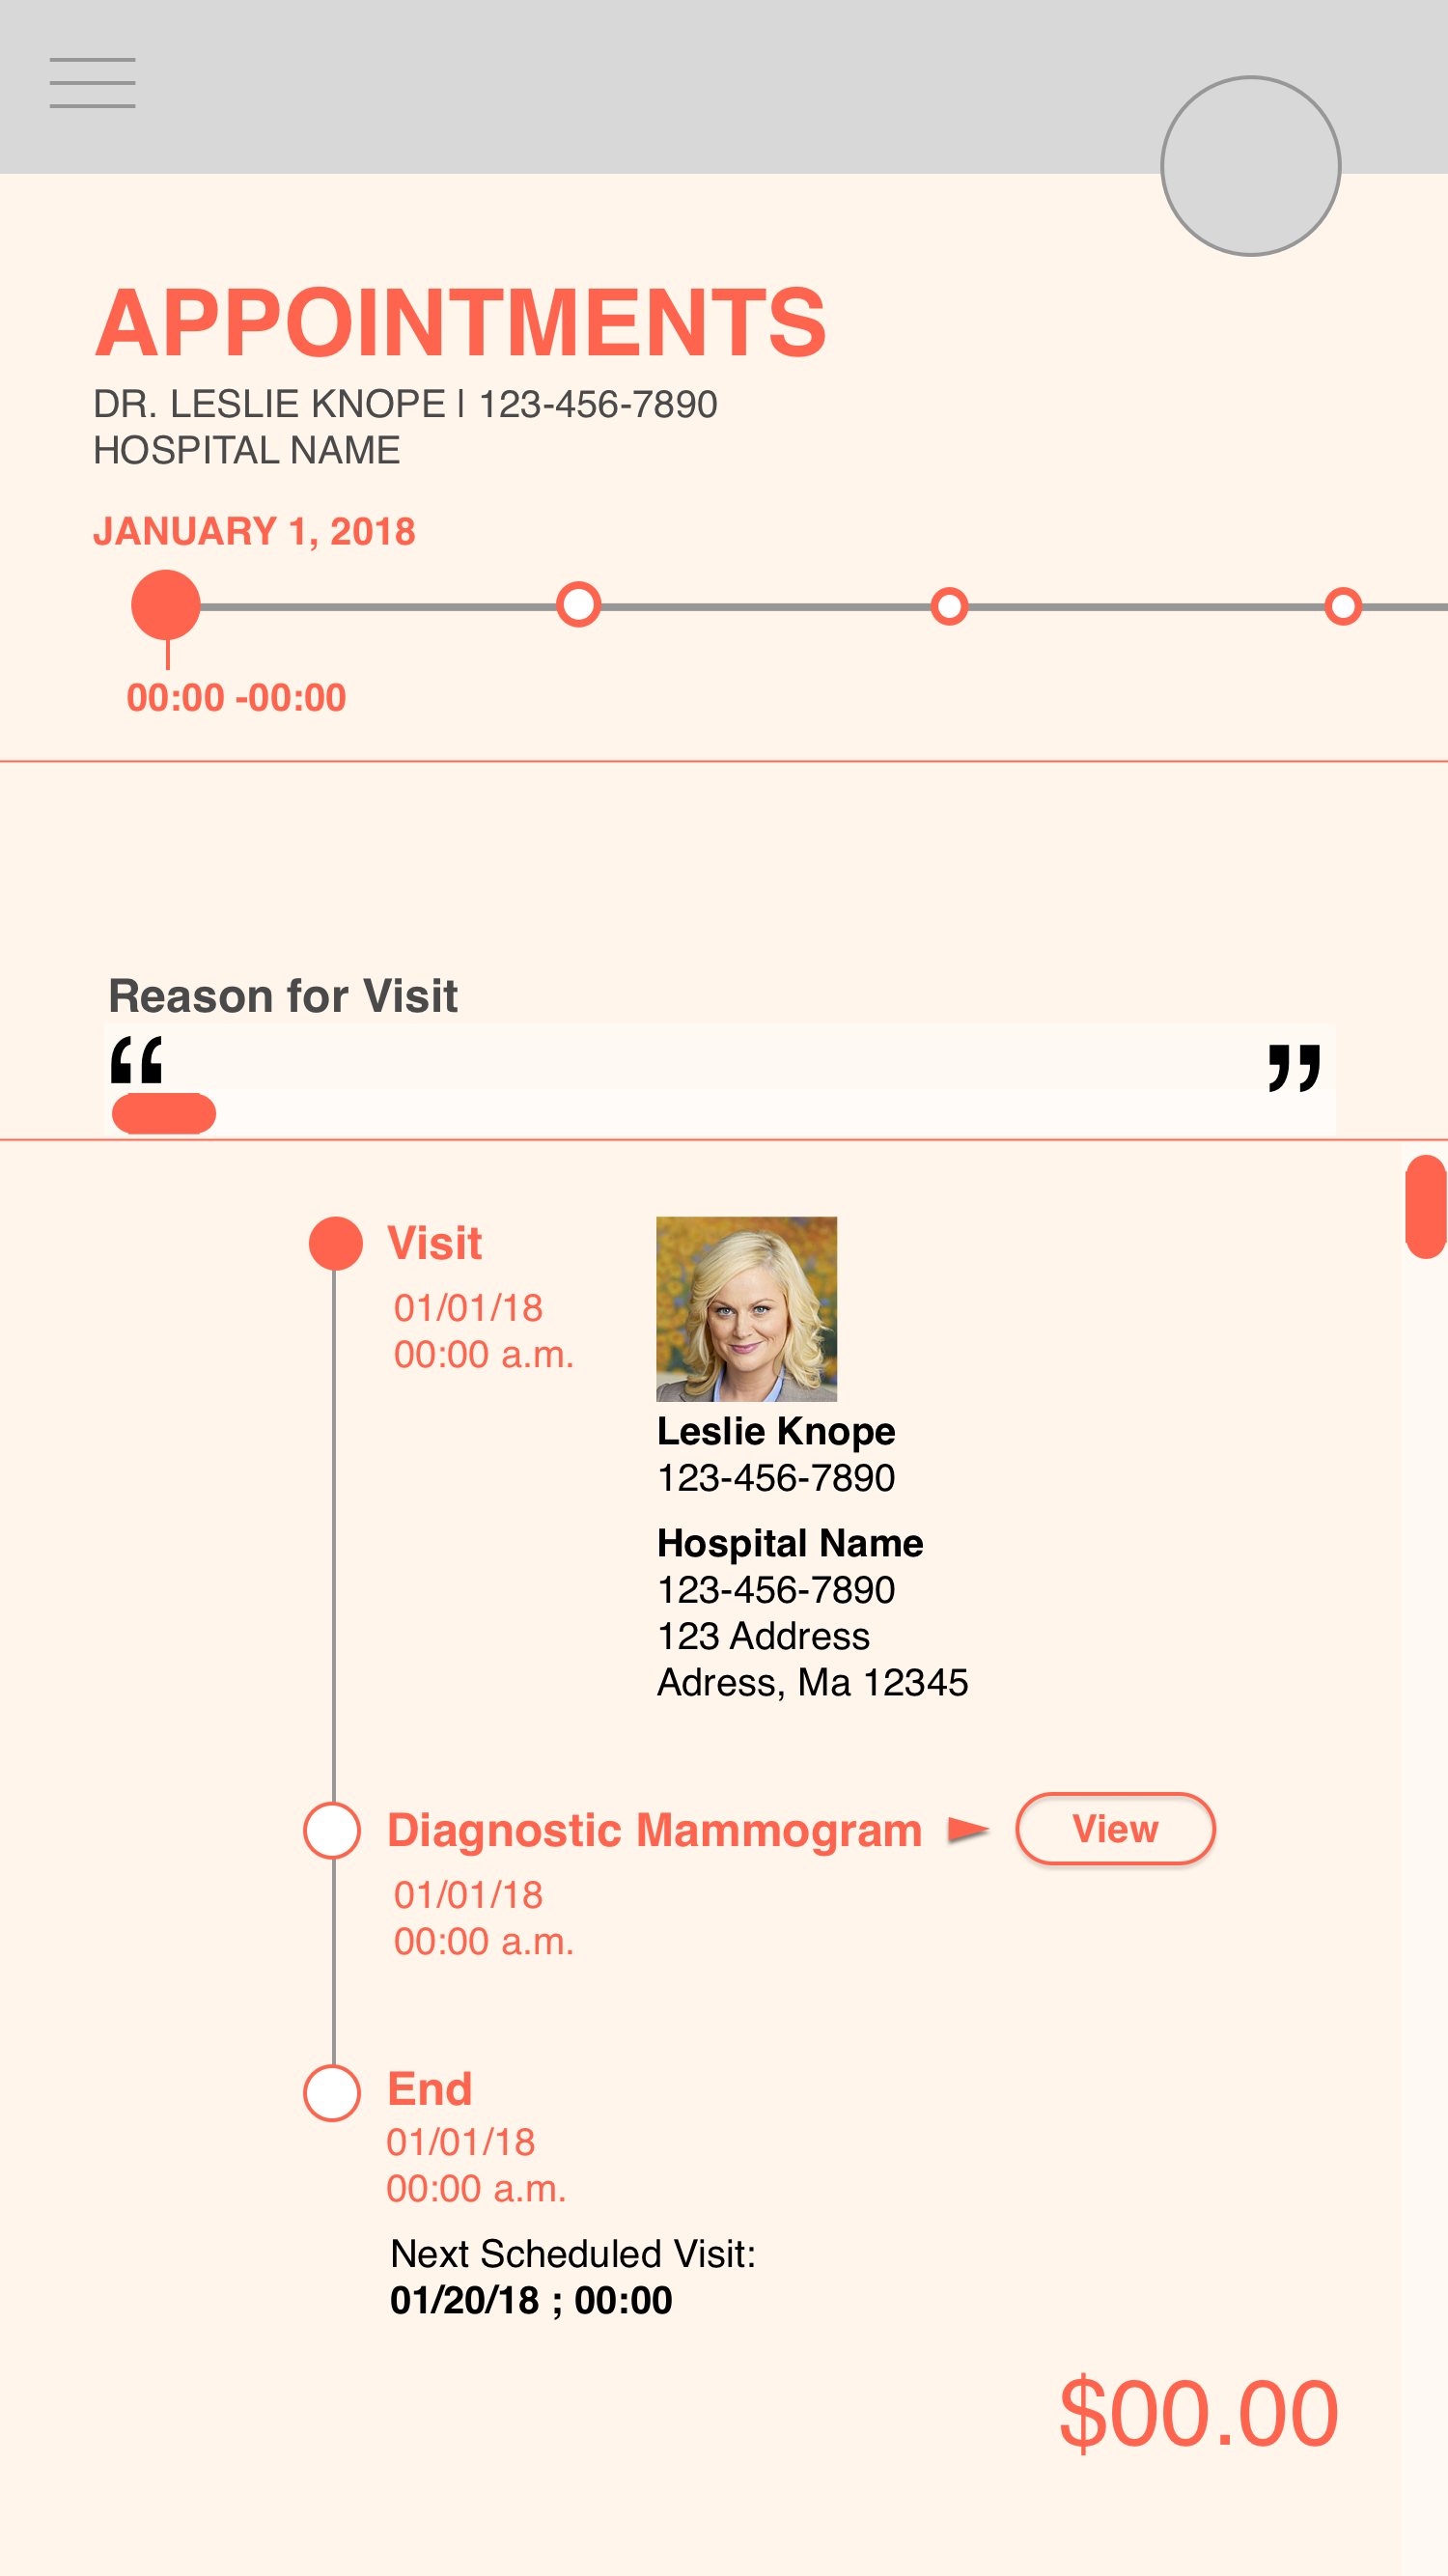 APPOINTMENTS
DR. LESLIE KNOPE | 123-456-7890
HOSPITAL NAME
JANUARY 1, 2018
00:00 -00:00
Reason for Visit
“ ”
Visit
01/01/18
00:00 a.m.
Leslie Knope
123-456-7890
Hospital Name
123-456-7890
123 Address
Adress, Ma 12345
Diagnostic Mammogram
View
01/01/18
00:00 a.m.
End
01/01/18
00:00 a.m.
Next Scheduled Visit:
01/20/18 ; 00:00
$00.00